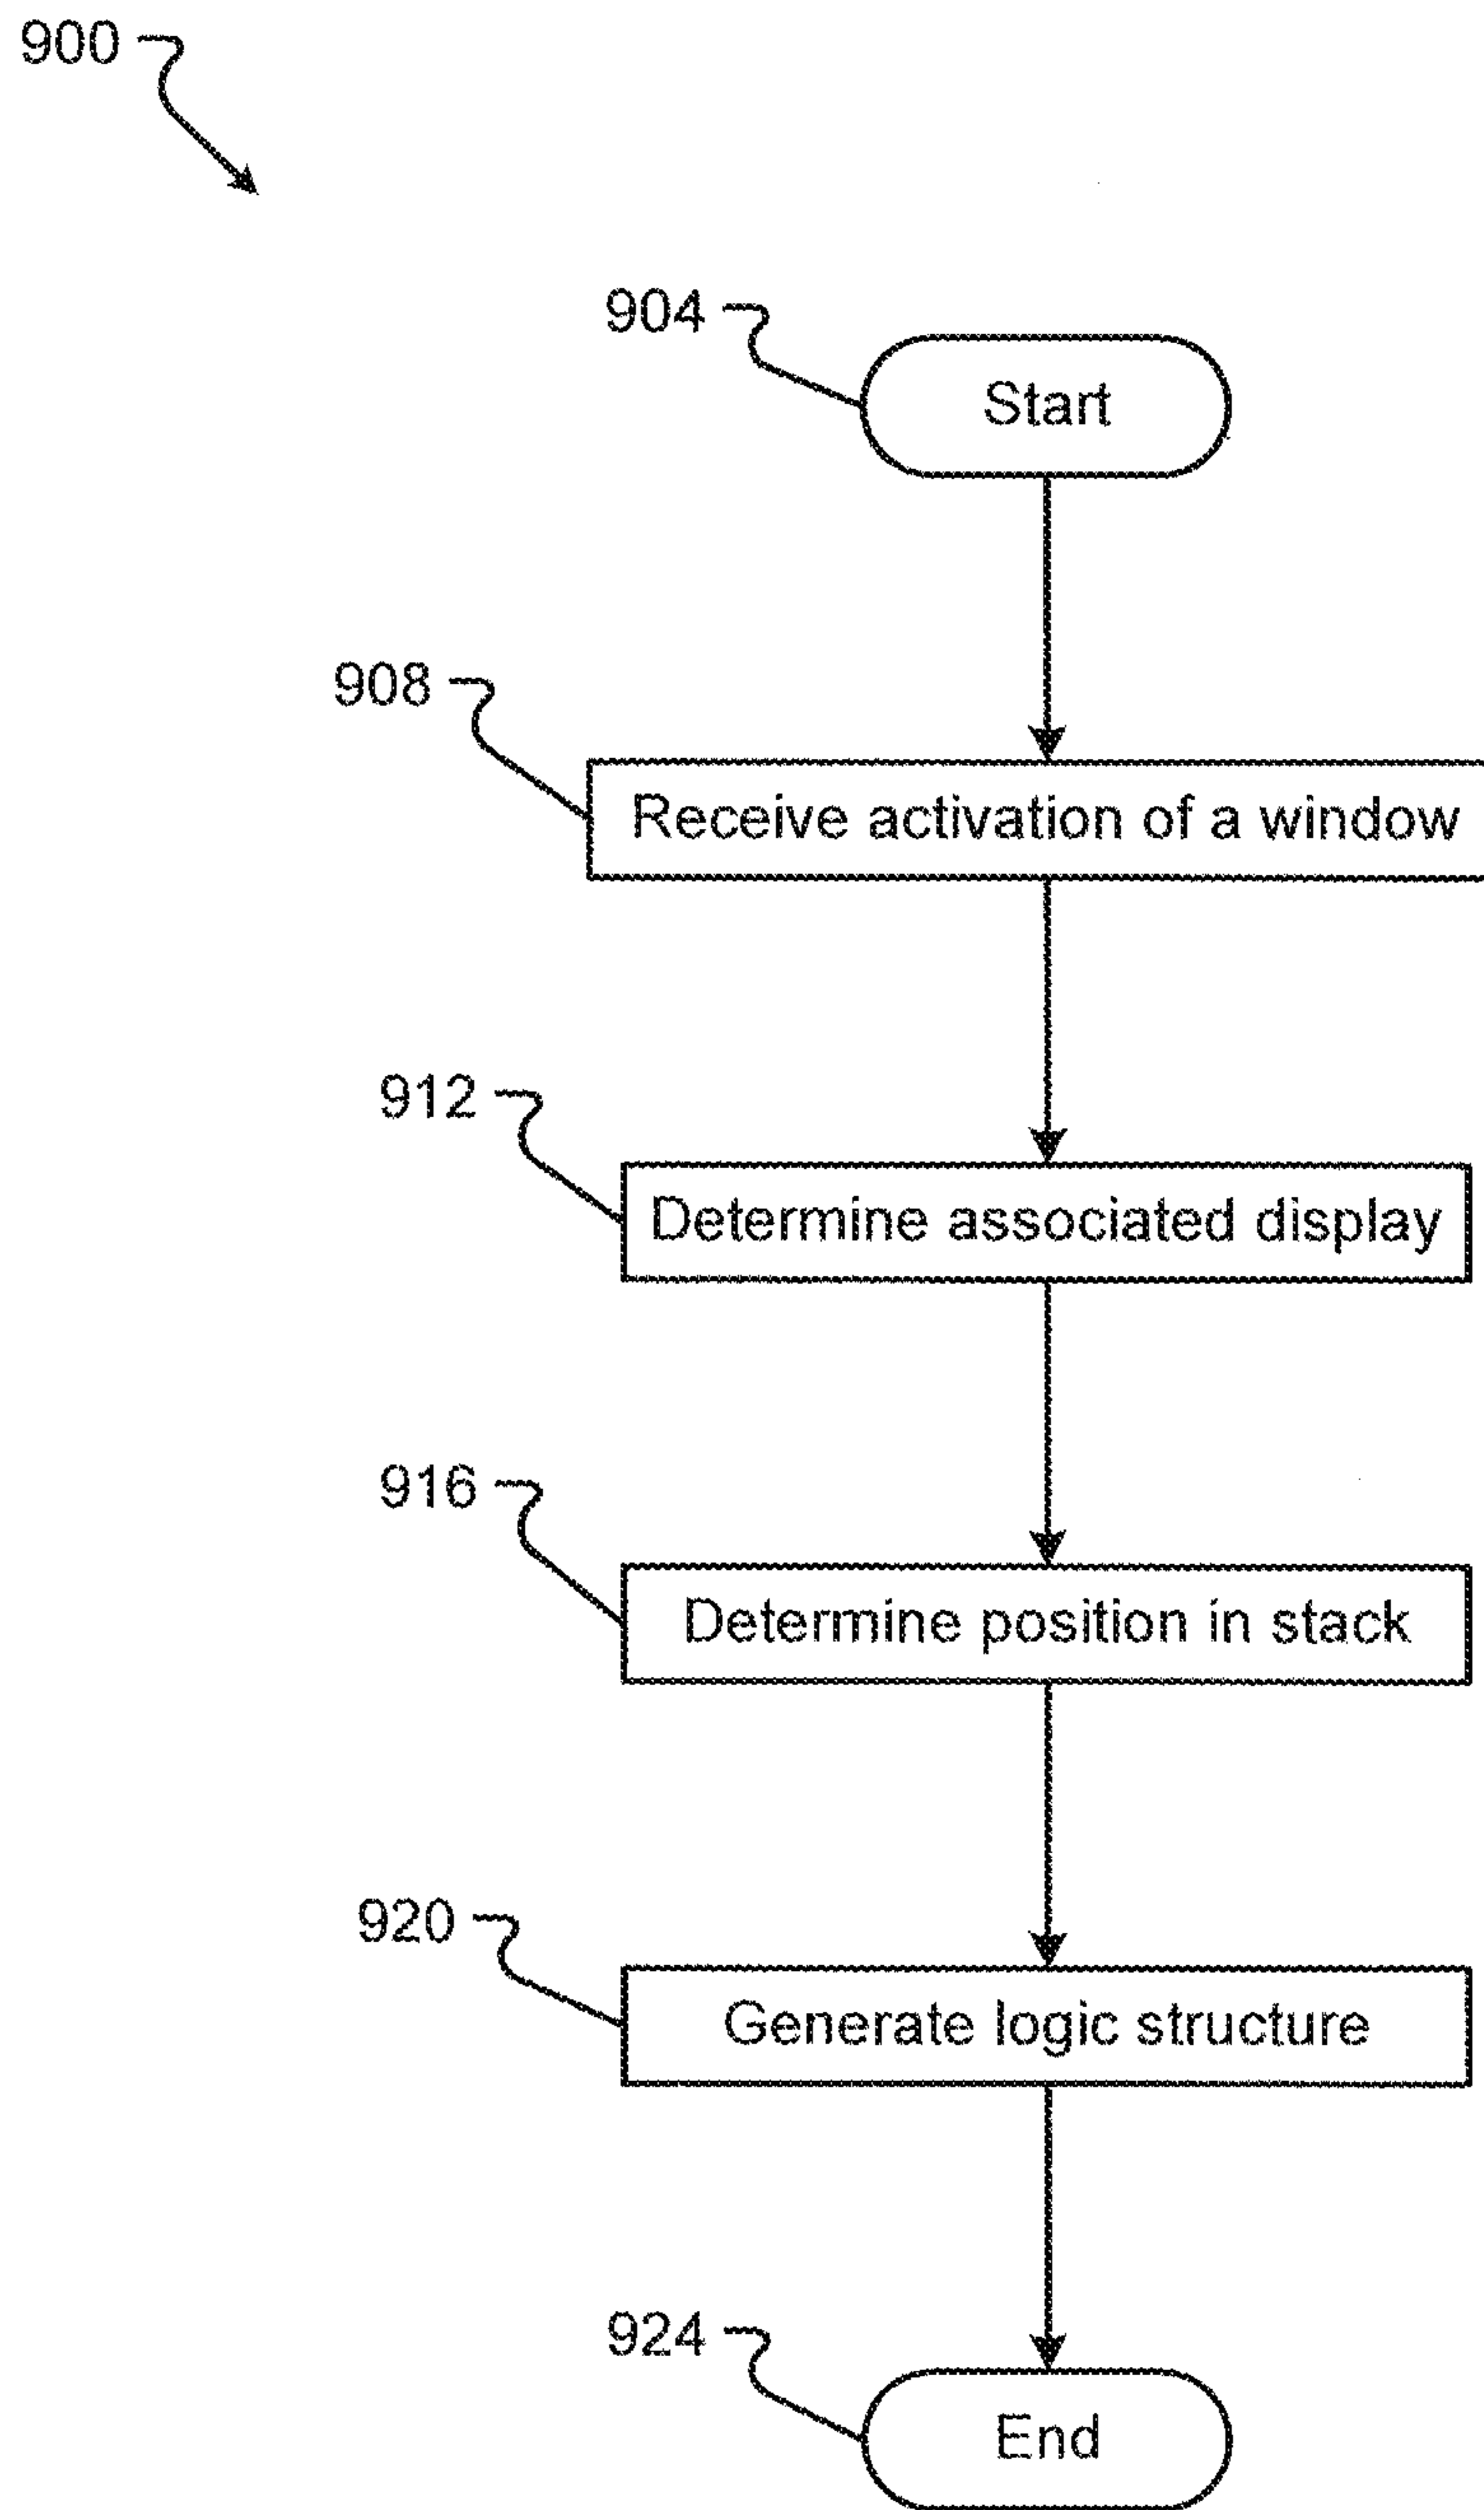 900
904
Start
908
Receive activation of a window
912
Determine associated display
916
Determine position in stack
920
Generate logic structure
924
End